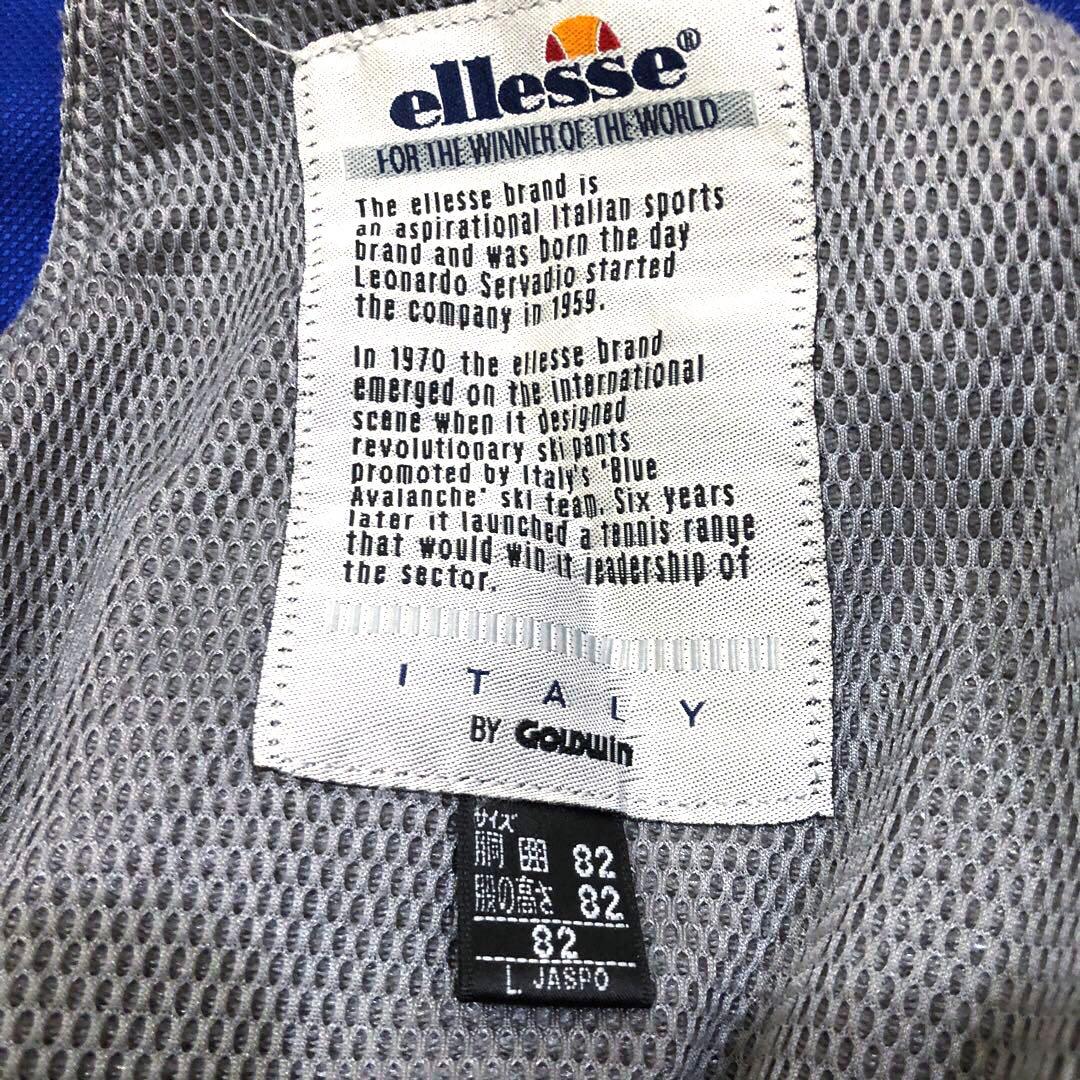 ellesse®
FOR THE WINNER OF THE WORLD
The ellesse brand is
an aspirational Italian sports
brand and was born the day
Leonardo Servadio started
the company in 1959.
In 1970 the ellesse brand
emerged on the international
scene when it designed
revolutionary ski pants
promoted by Italy's "Blue
Avalanche" ski team. Six years
later it launched a tennis range
that would win it leadership of
the sector.
ITALY
BY GOLDWIN
サイズ
胴囲 82
股の高さ 82
82
L JASPO